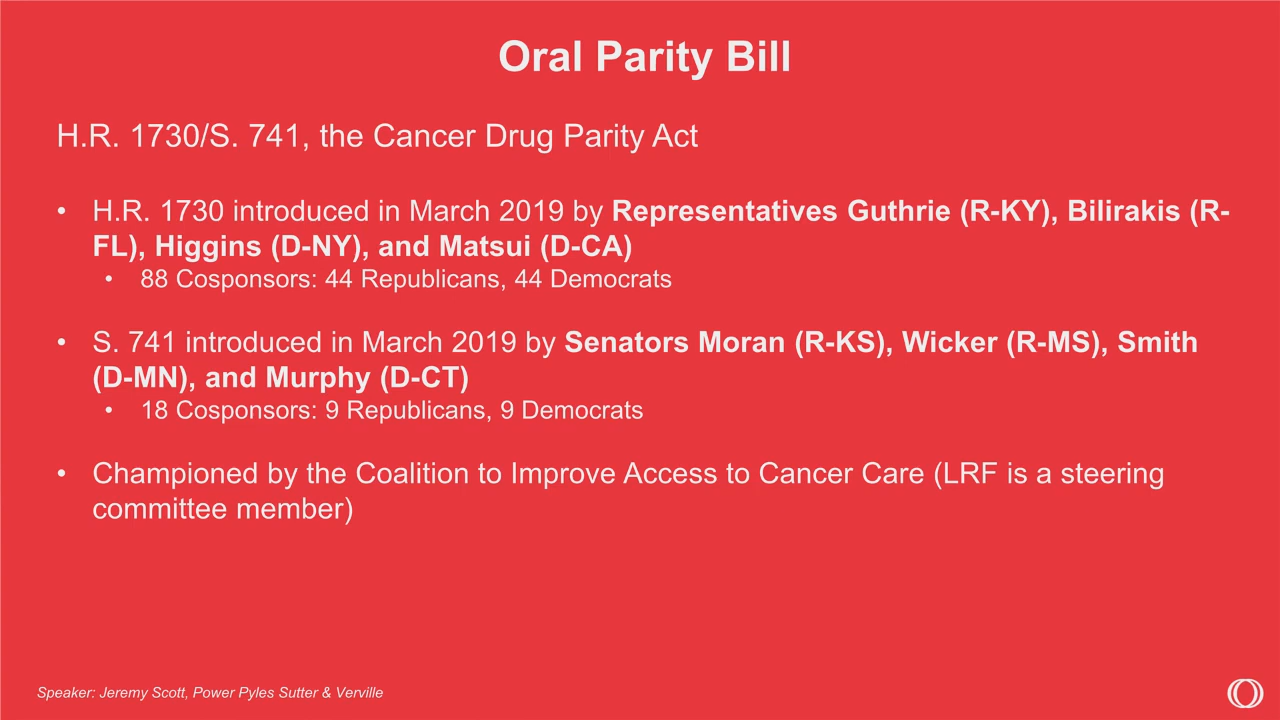 Oral Parity Bill
H.R. 1730/S. 741, the Cancer Drug Parity Act
• H.R. 1730 introduced in March 2019 by Representatives Guthrie (R-KY), Bilirakis (R-
FL), Higgins (D-NY), and Matsui (D-CA)
• 88 Cosponsors: 44 Republicans, 44 Democrats
• S. 741 introduced in March 2019 by Senators Moran (R-KS), Wicker (R-MS), Smith
(D-MN), and Murphy (D-CT)
• 18 Cosponsors: 9 Republicans, 9 Democrats
• Championed by the Coalition to Improve Access to Cancer Care (LRF is a steering
committee member)
Speaker: Jeremy Scott, Power Pyles Sutter & Verville